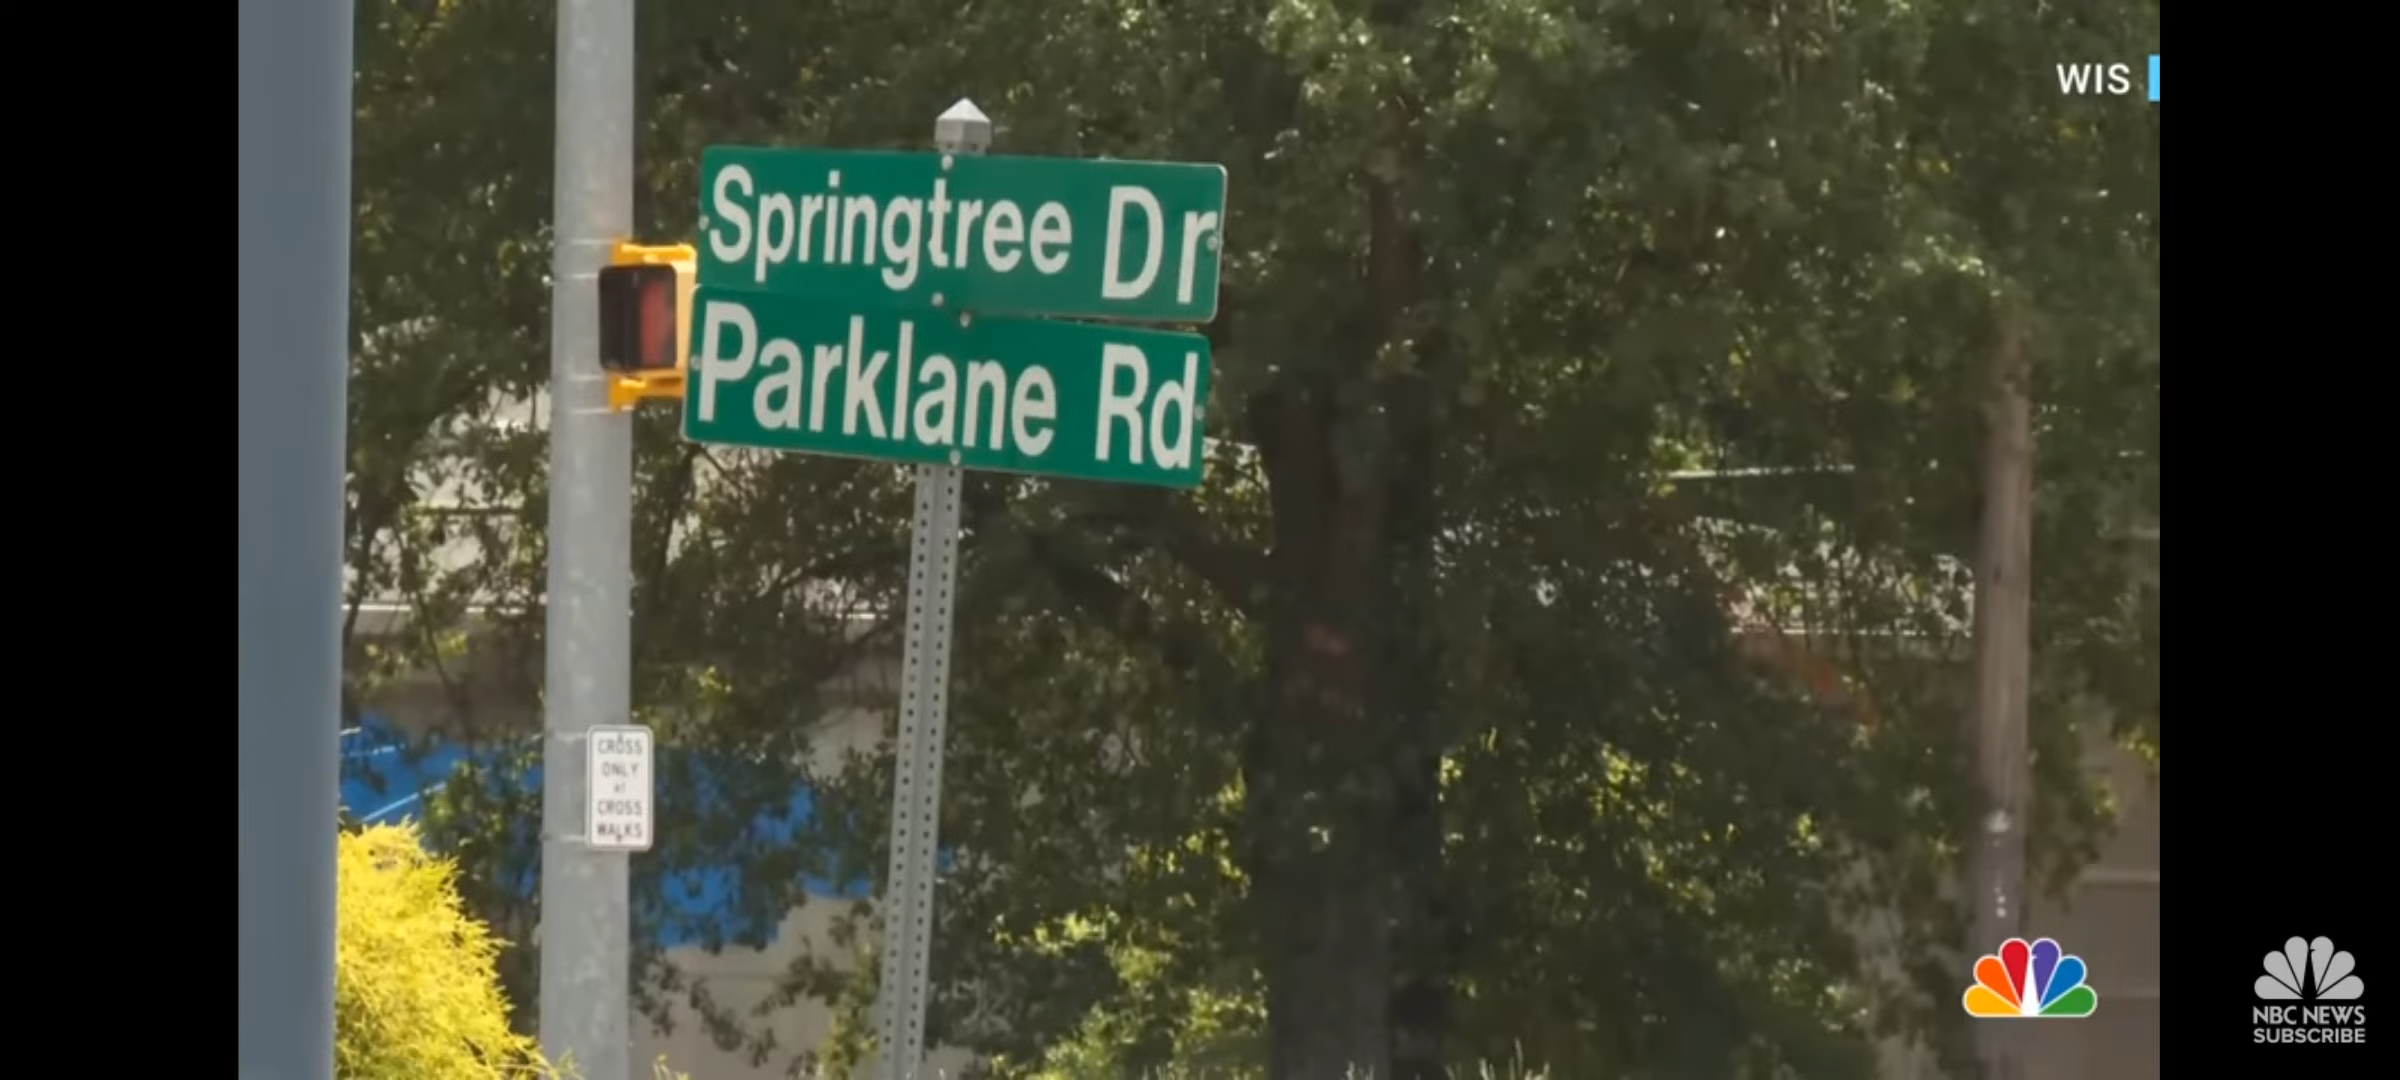 WIS
Springtree Dr
Parklane Rd
CROSS
ONLY
AT
CROSS
WALKS
NBC NEWS
SUBSCRIBE